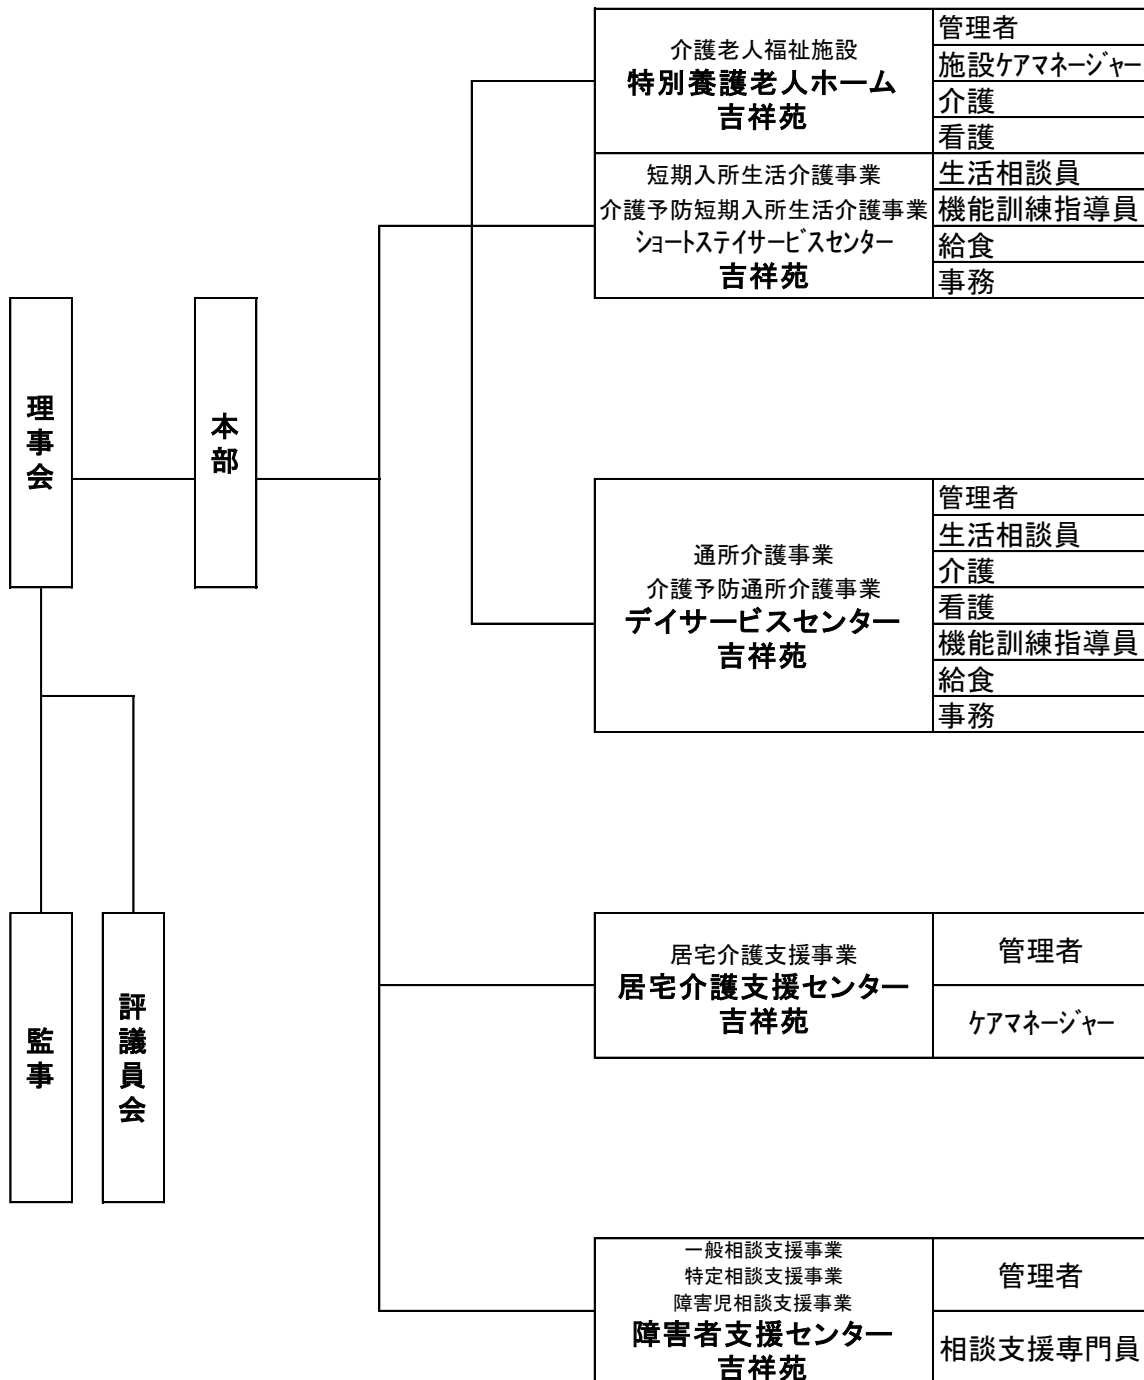 介護老人福祉施設
特別養護老人ホーム
吉祥苑
管理者
施設ケアマネージャー
介護
看護
短期入所生活介護事業
介護予防短期入所生活介護事業
ショートステイサービスセンター
吉祥苑
生活相談員
機能訓練指導員
給食
事務
理事会
本部
通所介護事業
介護予防通所介護事業
デイサービスセンター
吉祥苑
管理者
生活相談員
介護
看護
機能訓練指導員
給食
事務
監事
評議員会
居宅介護支援事業
居宅介護支援センター
吉祥苑
管理者
ケアマネージャー
一般相談支援事業
特定相談支援事業
障害児相談支援事業
障害者支援センター
吉祥苑
管理者
相談支援専門員